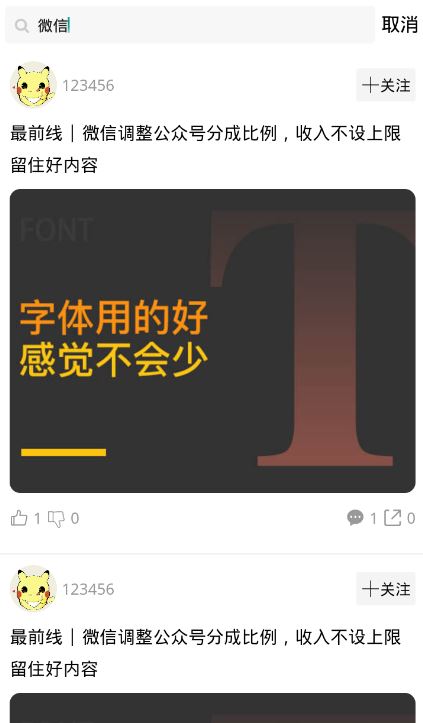 微信
取消
123456
关注
最前线 | 微信调整公众号分成比例，收入不设上限
留住好内容
FONT
T
字体用的好
感觉不会少
1 0
1 0
123456
关注
最前线 | 微信调整公众号分成比例，收入不设上限
留住好内容